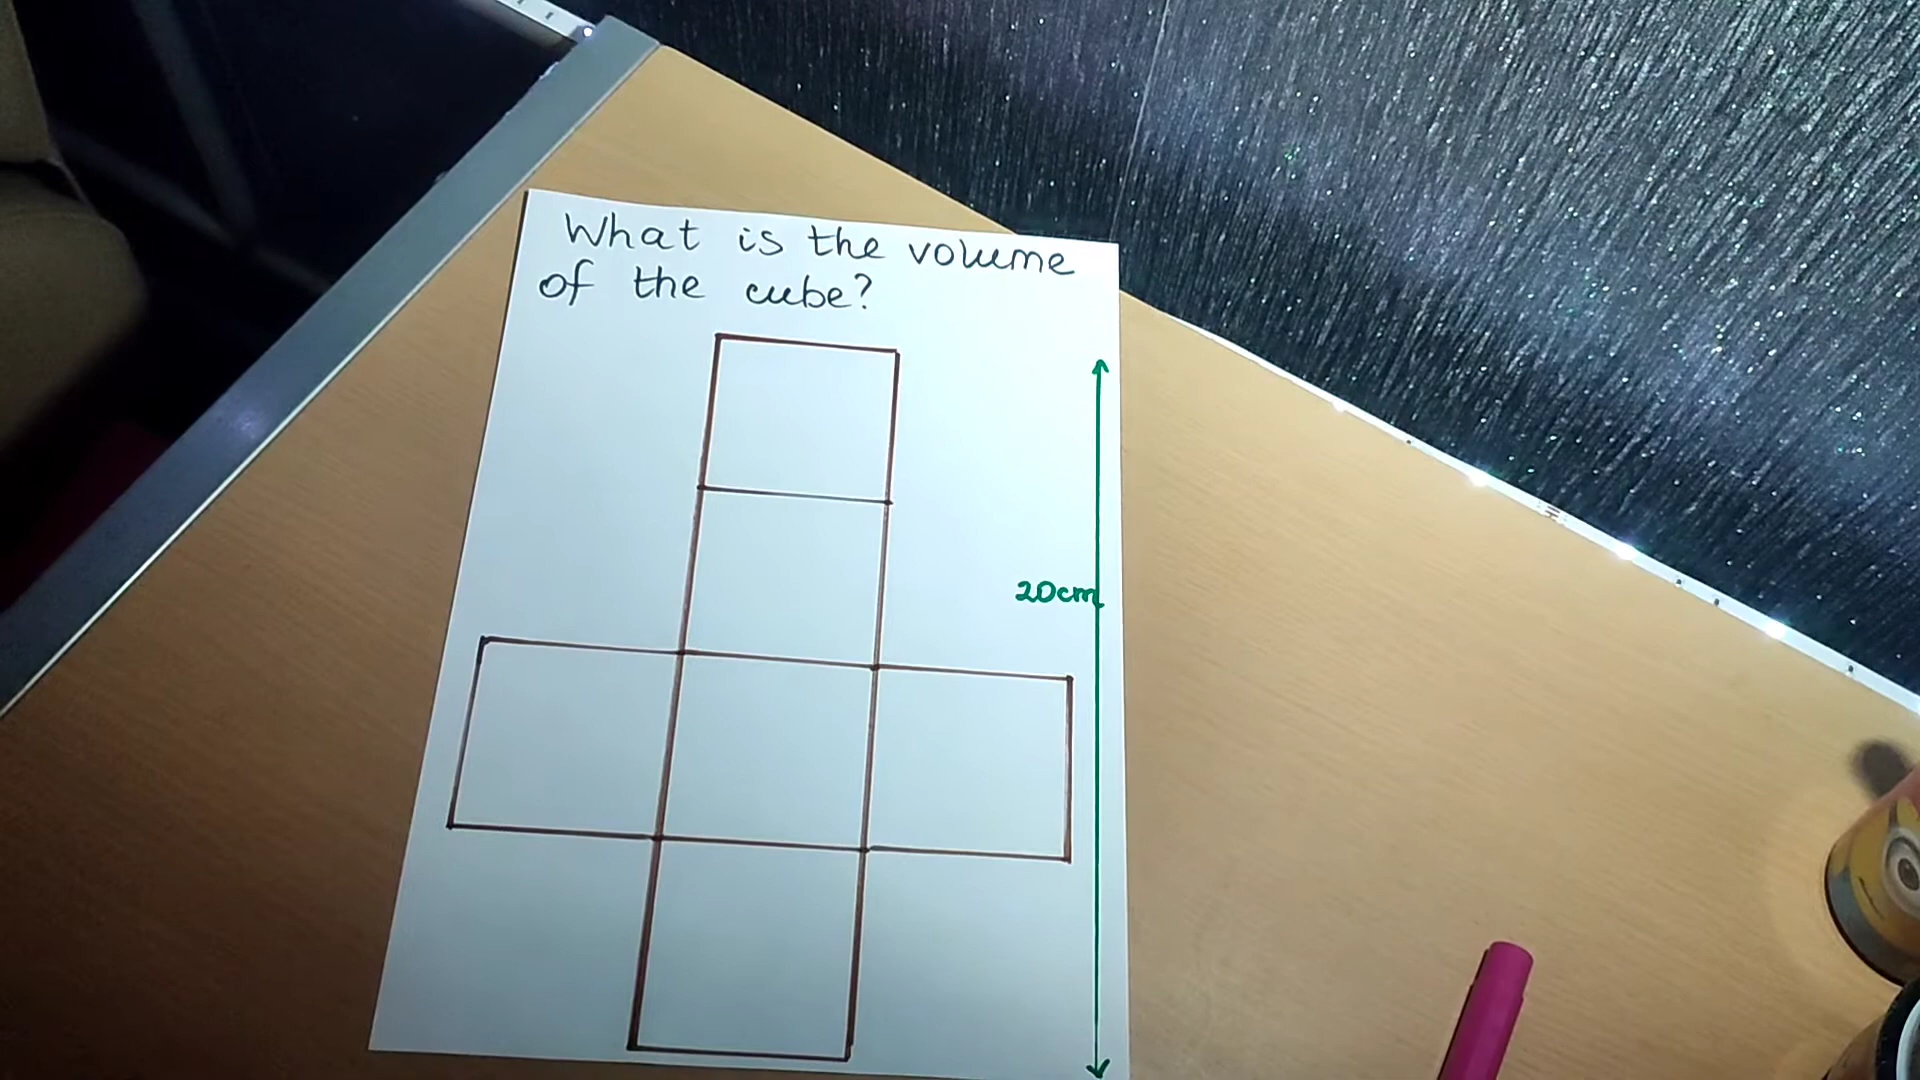 What is the volume
of the cube?
20cm